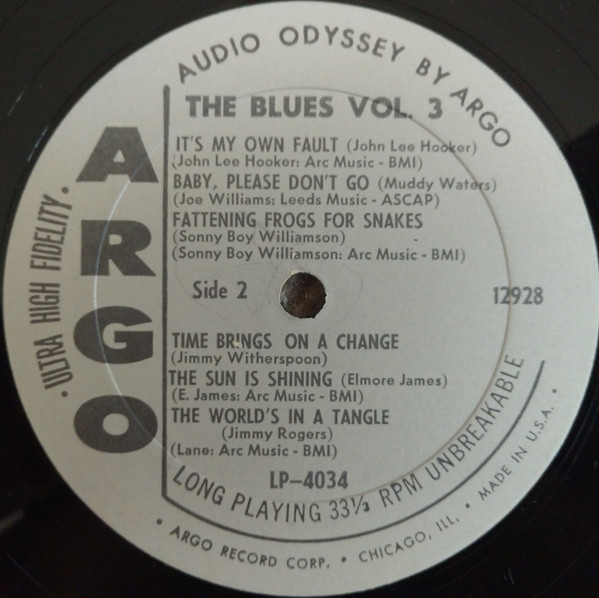 AUDIO ODYSSEY BY ARGO
THE BLUES VOL. 3
IT'S MY OWN FAULT (John Lee Hooker)
(John Lee Hooker: Arc Music - BMI)
BABY, PLEASE DON'T GO (Muddy Waters)
(Joe Williams: Leeds Music - ASCAP)
FATTENING FROGS FOR SNAKES
(Sonny Boy Williamson)
(Sonny Boy Williamson: Arc Music - BMI)
ARGO
• ULTRA HIGH FIDELITY •
Side 2
12928
TIME BRINGS ON A CHANGE
(Jimmy Witherspoon)
THE SUN IS SHINING (Elmore James)
(E. James: Arc Music - BMI)
THE WORLD'S IN A TANGLE
(Jimmy Rogers)
(Lane: Arc Music - BMI)
LP-4034
LONG PLAYING 33⅓ RPM UNBREAKABLE
• ARGO RECORD CORP. • CHICAGO, ILL. • MADE IN U.S.A. •